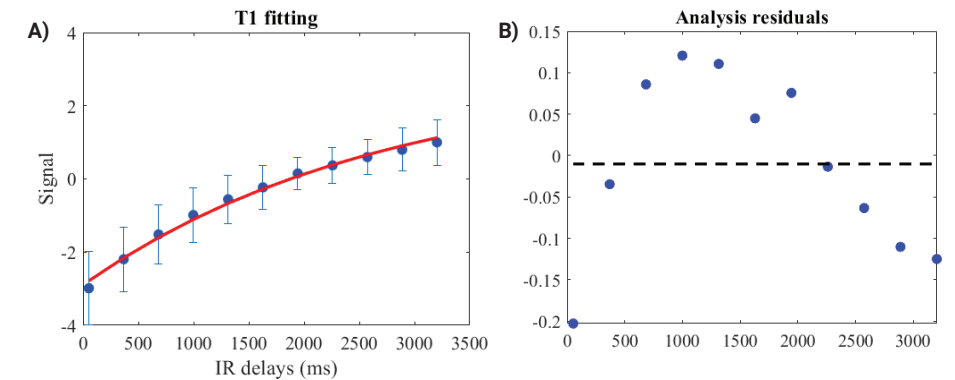 A)
T1 fitting
4
2
0
-2
-4
Signal
0 500 1000 1500 2000 2500 3000 3500
IR delays (ms)
B)
Analysis residuals
0.15
0.1
0.05
0
-0.05
-0.1
-0.15
-0.2
0 500 1000 1500 2000 2500 3000